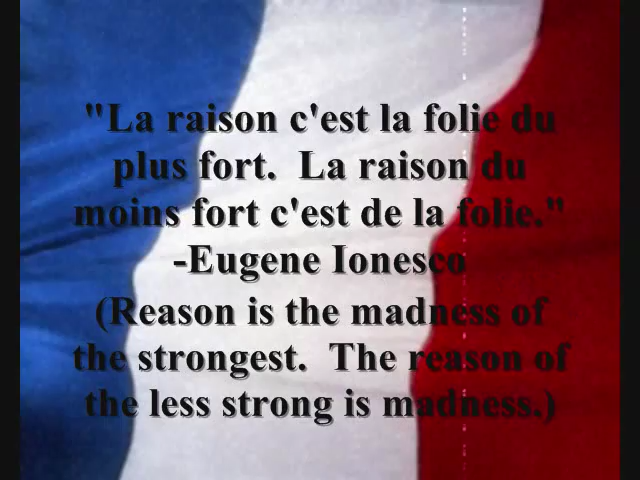 "La raison c'est la folie du
plus fort.  La raison du
moins fort c'est de la folie."
-Eugene Ionesco
(Reason is the madness of
the strongest.  The reason of
the less strong is madness.)